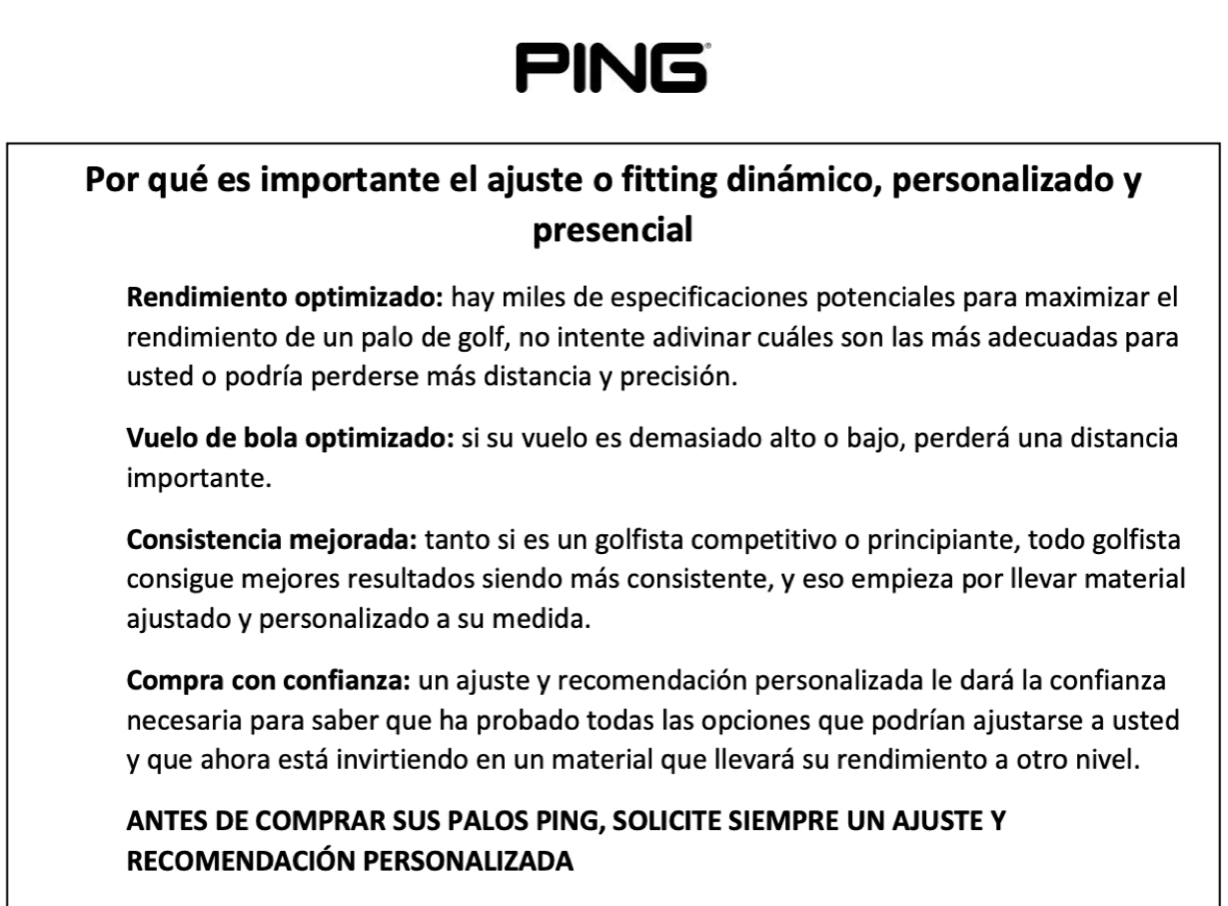 PING®
Por qué es importante el ajuste o fitting dinámico, personalizado y
presencial
Rendimiento optimizado: hay miles de especificaciones potenciales para maximizar el
rendimiento de un palo de golf, no intente adivinar cuáles son las más adecuadas para
usted o podría perderse más distancia y precisión.
Vuelo de bola optimizado: si su vuelo es demasiado alto o bajo, perderá una distancia
importante.
Consistencia mejorada: tanto si es un golfista competitivo o principiante, todo golfista
consigue mejores resultados siendo más consistente, y eso empieza por llevar material
ajustado y personalizado a su medida.
Compra con confianza: un ajuste y recomendación personalizada le dará la confianza
necesaria para saber que ha probado todas las opciones que podrían ajustarse a usted
y que ahora está invirtiendo en un material que llevará su rendimiento a otro nivel.
ANTES DE COMPRAR SUS PALOS PING, SOLICITE SIEMPRE UN AJUSTE Y
RECOMENDACIÓN PERSONALIZADA